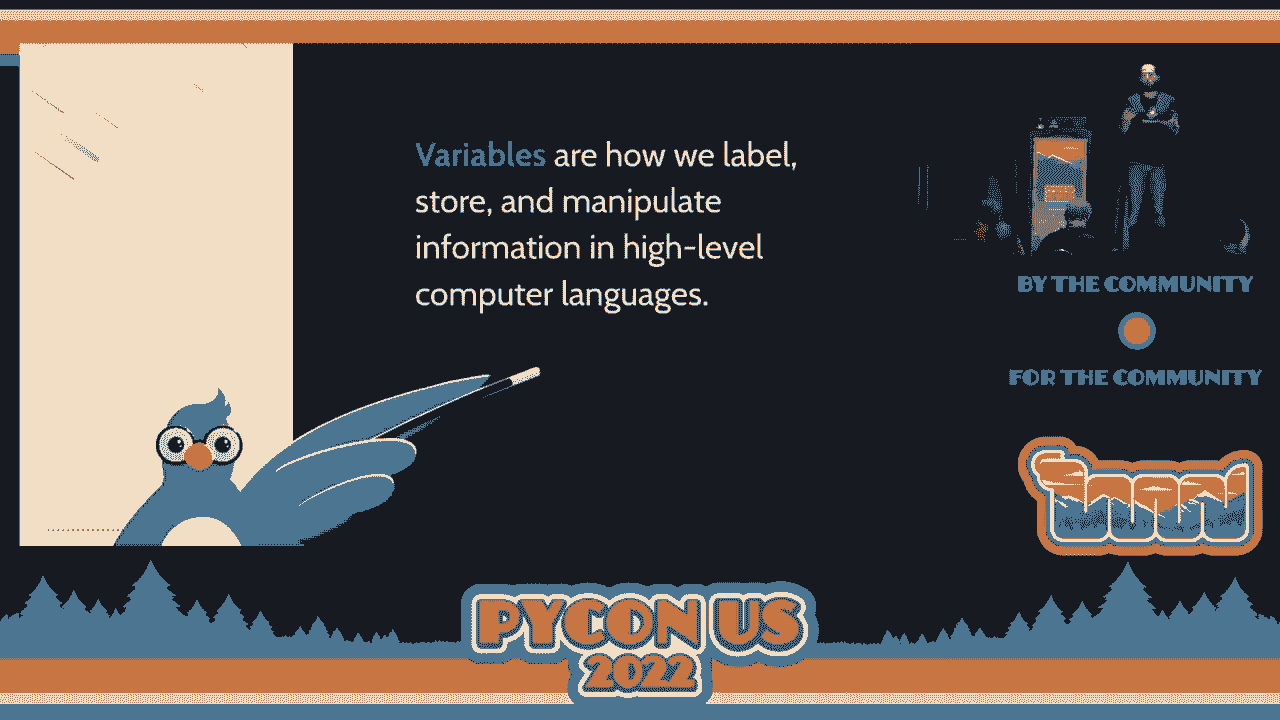 Variables are how we label,
store, and manipulate
information in high-level
computer languages.
BY THE COMMUNITY
FOR THE COMMUNITY
PYCON US
2022